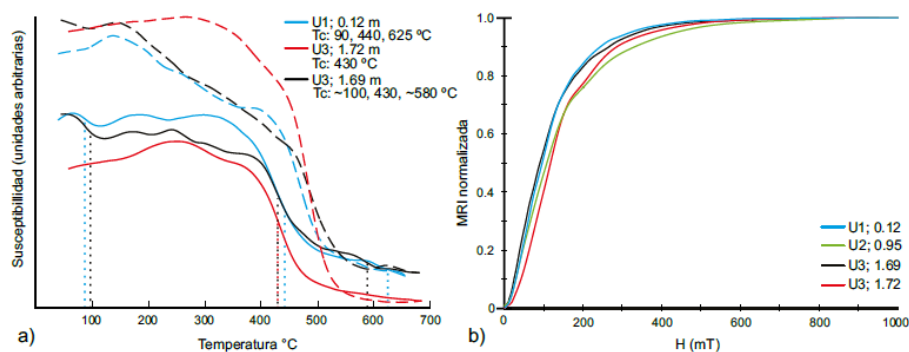 Susceptibilidad (unidades arbitrarias)
U1; 0.12 m
Tc: 90, 440, 625 ºC
U3; 1.72 m
Tc: 430 ºC
U3; 1.69 m
Tc: ~100, 430, ~580 ºC
100 200 300 400 500 600 700
Temperatura °C
a)
MRI normalizada
1.0
0.8
0.6
0.4
0.2
0 200 400 600 800 1000
H (mT)
U1; 0.12
U2; 0.95
U3; 1.69
U3; 1.72
b)